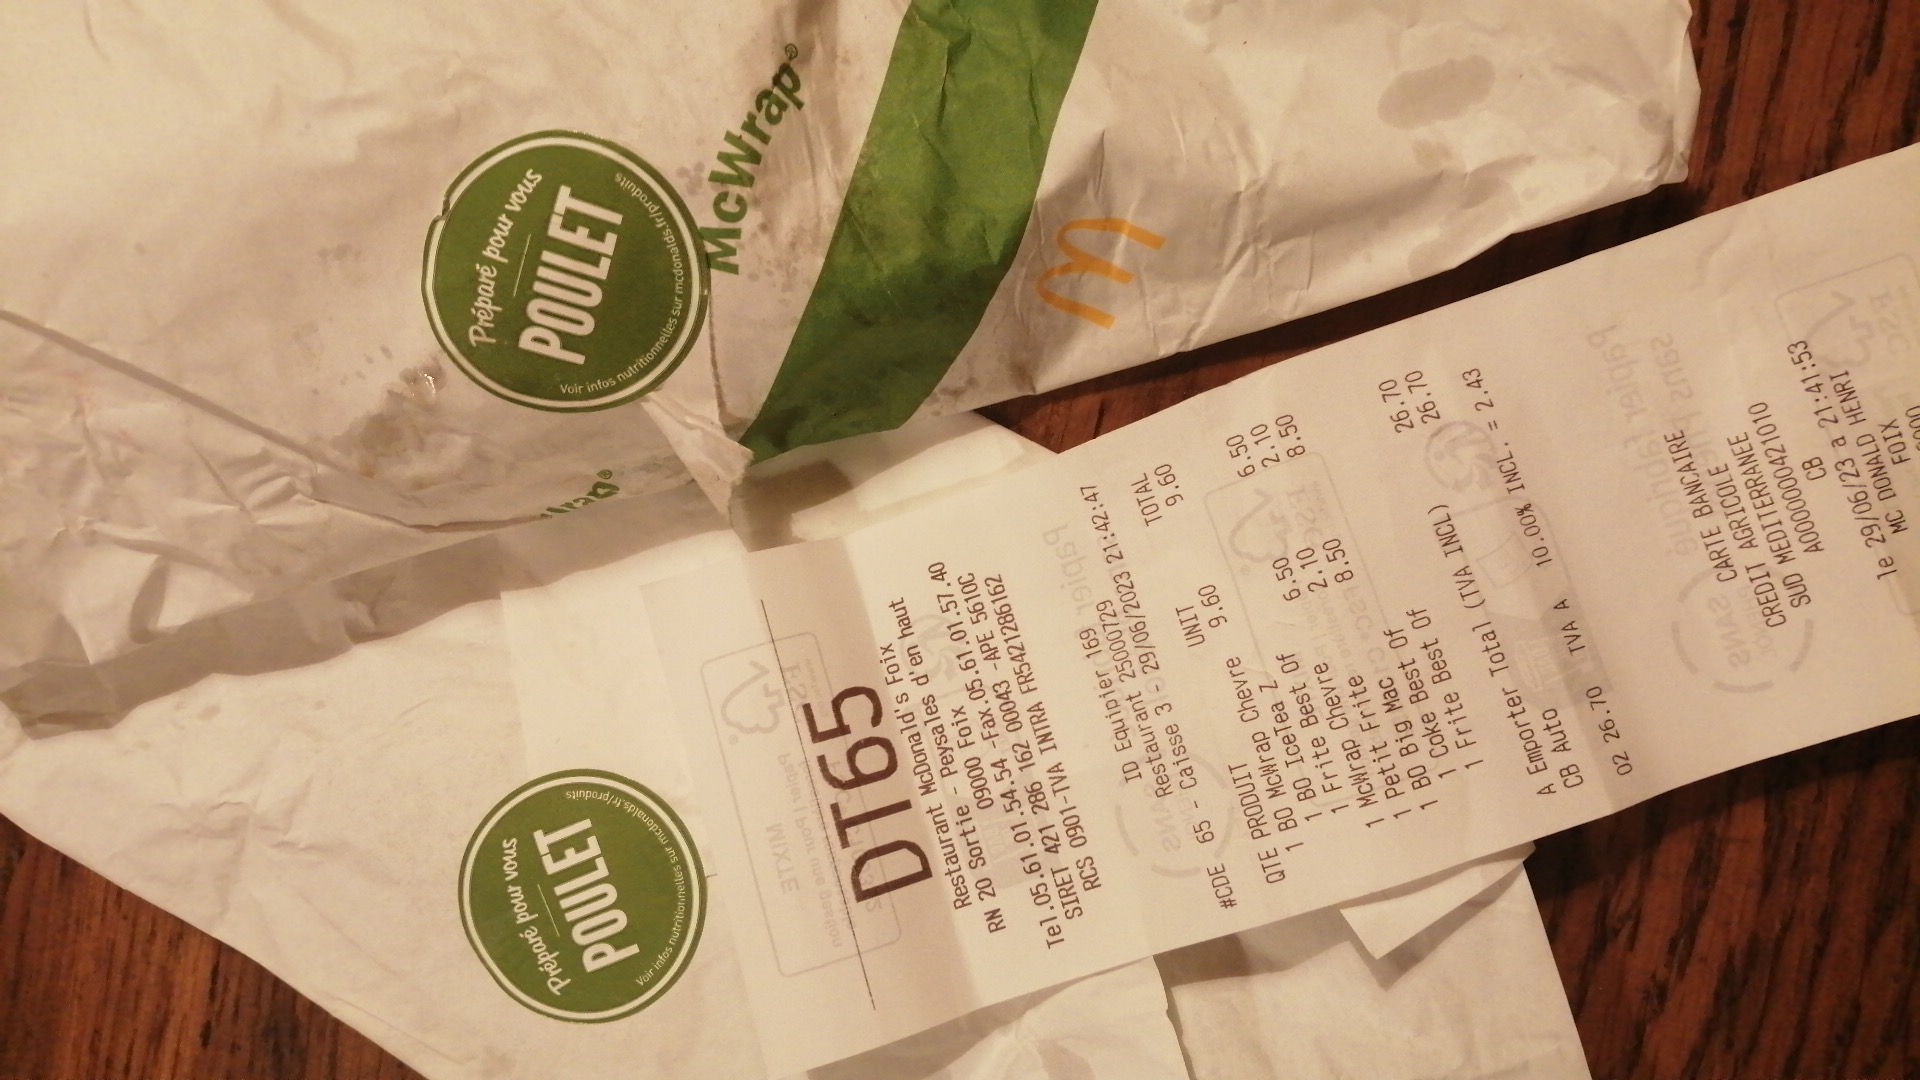 McWrap®
Préparé pour vous
POULET
Voir infos nutritionnelles sur mcdonalds.fr/produits
Wrap®
Préparé pour vous
POULET
Voir infos nutritionnelles sur mcdonalds.fr/produits
DT65
Restaurant McDonald's Foix
RN 20 Sortie - Peysales d'en haut
09000 Foix
Tel.05.61.01.54.54 -Fax.05.61.01.57.40
SIRET 421 286 162 00043 -APE 5610C
RCS 0901-TVA INTRA FR5421286162
ID Equipier 169
Restaurant 25000729
Caisse 3 - 29/06/2023 21:42:47
#CDE 65 - UNIT TOTAL
QTE PRODUIT 9.60 9.60
1 BO McWrap Chevre
1 BO IceTea Z
1 Frite Best Of 6.50 6.50
1 McWrap Frite Chevre 2.10 2.10
1 Petit Frite 8.50 8.50
1 BO Big Mac
1 Coke Best Of
1 Frite Best Of
A Emporter Total (TVA INCL) 26.70
CB Auto 26.70
02 26.70 TVA A 10.00% INCL. = 2.43
CARTE BANCAIRE
CREDIT AGRICOLE
SUD MEDITERRANEE
A0000000421010
CB
le 29/06/23 a 21:41:53
MC DONALD HENRI
FOIX